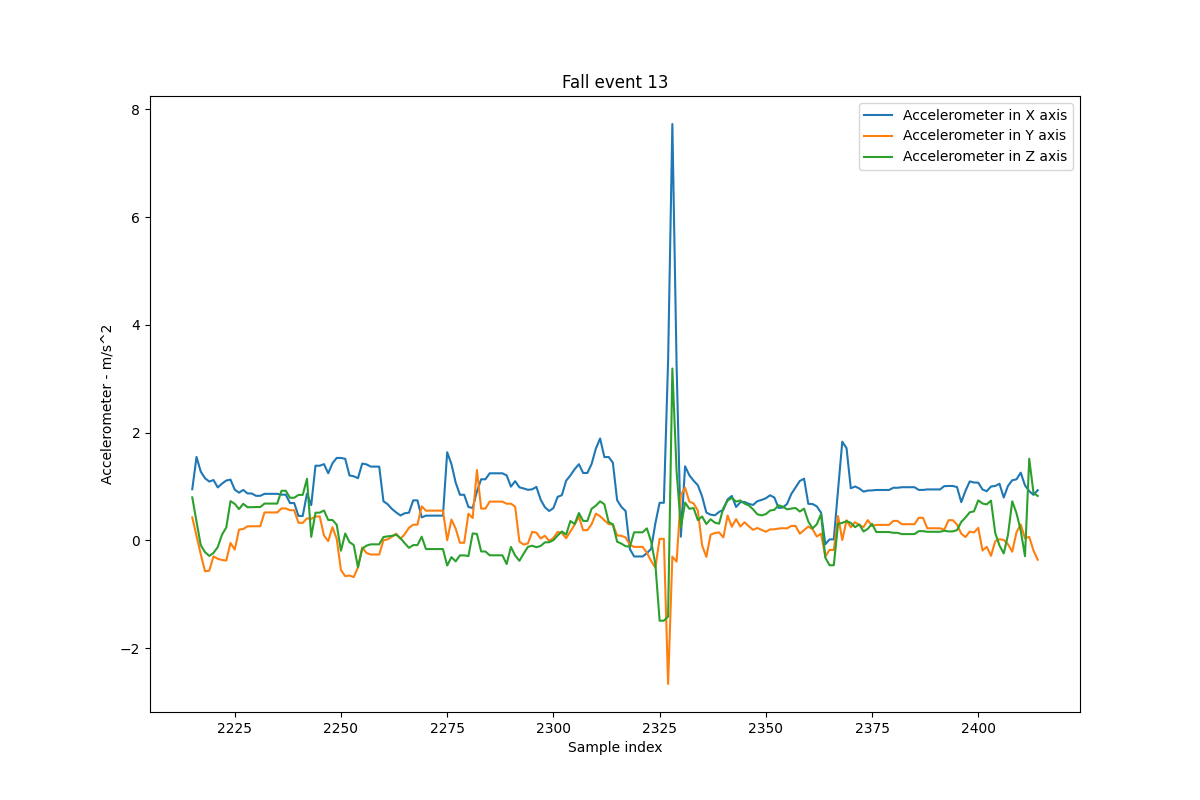 Fall event 13
Accelerometer in X axis
Accelerometer in Y axis
Accelerometer in Z axis
Accelerometer - m/s^2
8
6
4
2
0
−2
2225 2250 2275 2300 2325 2350 2375 2400
Sample index